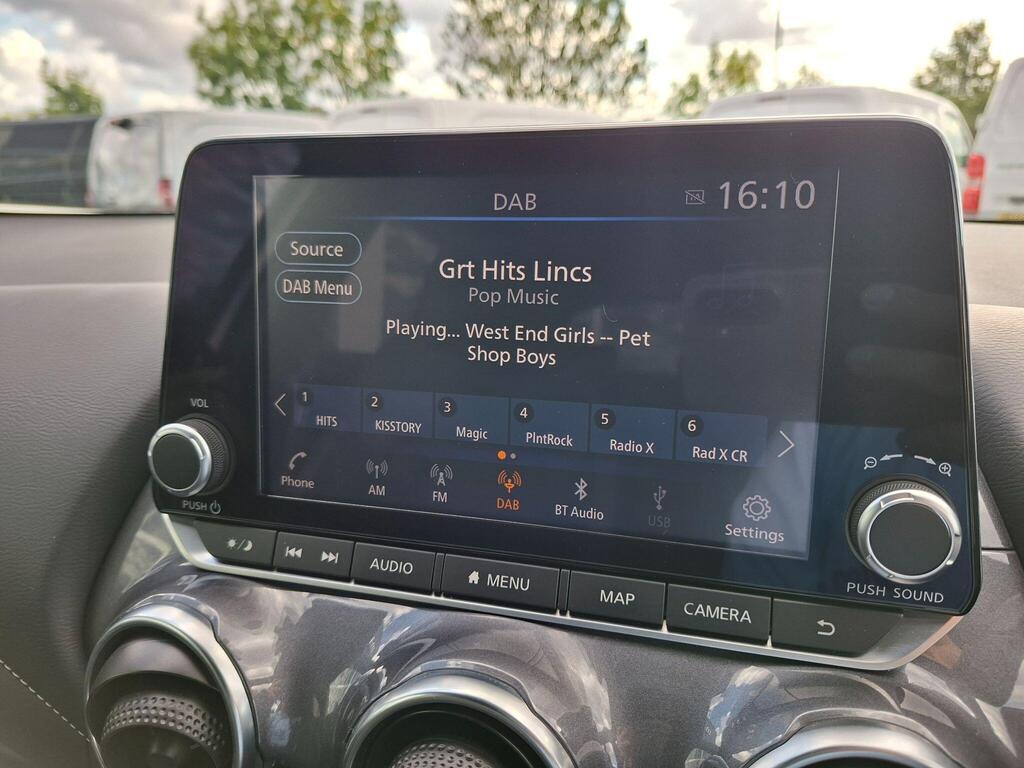 DAB
16:10
Source
DAB Menu
Grt Hits Lincs
Pop Music
Playing... West End Girls -- Pet
Shop Boys
1 HITS
2 KISSTORY
3 Magic
4 PlntRock
5 Radio X
6 Rad X CR
Phone
AM
FM
DAB
BT Audio
USB
Settings
VOL
PUSH
AUDIO
MENU
MAP
CAMERA
PUSH SOUND